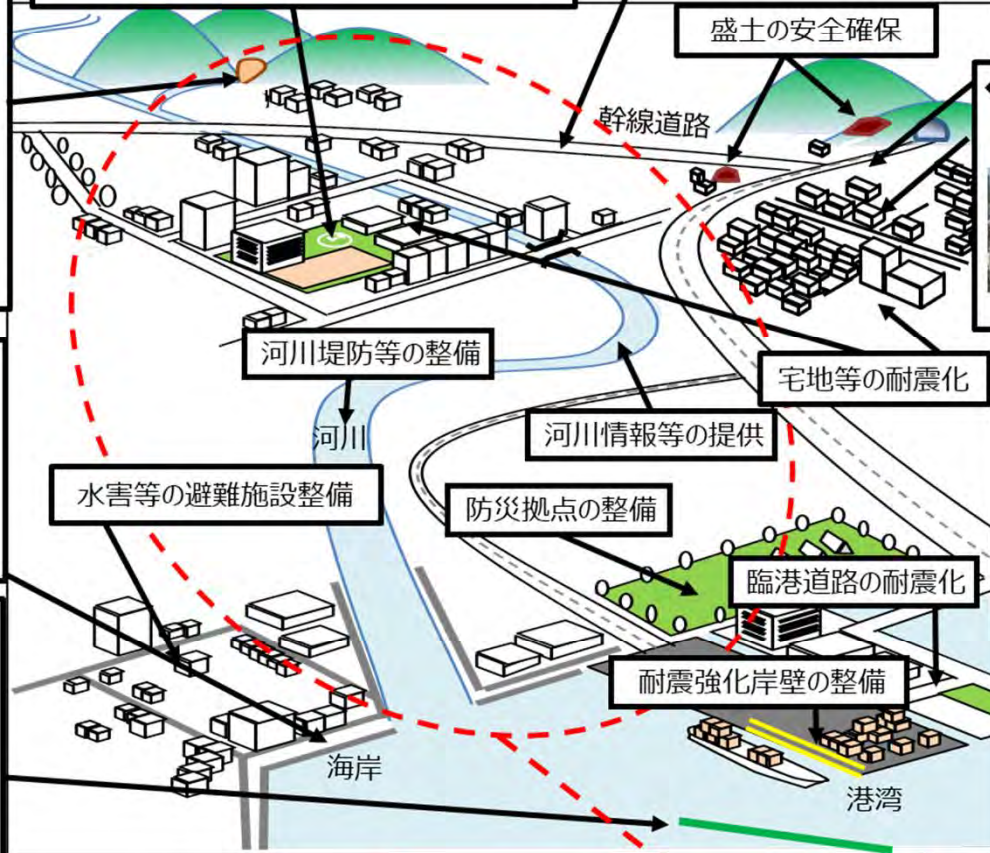 盛土の安全確保
幹線道路
河川堤防等の整備
宅地等の耐震化
河川
河川情報等の提供
水害等の避難施設整備
防災拠点の整備
臨港道路の耐震化
耐震強化岸壁の整備
海岸
港湾